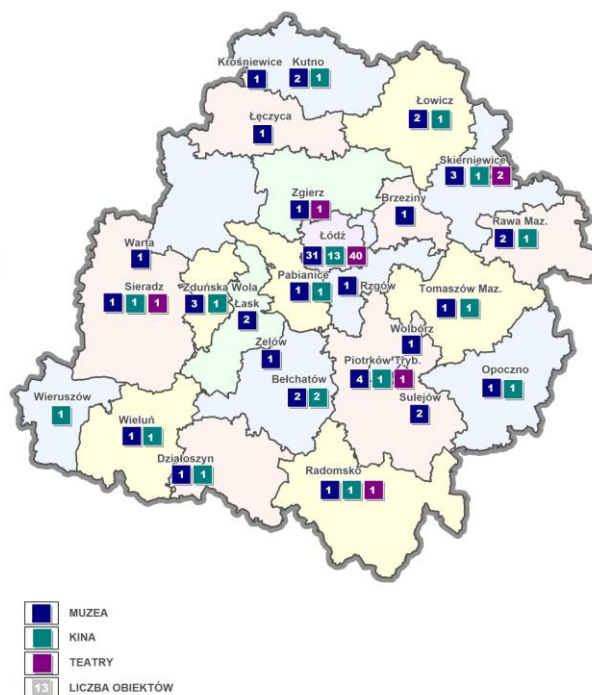 Krośniewice Kutno
1 2 1
Łowicz
2 1
Łęczyca
1
Skierniewice
3 1 2
Zgierz
1 1
Brzeziny
1
Rawa Maz.
2 1
Łódź
31 13 40
Warta
1
Pabianice
1 1
1 Rzgów
Sieradz
1 1 1
Zduńska Wola
3 1
Łask
2
Tomaszów Maz.
1 1
Wolbórz
1
Zelów
1
Piotrków Tryb.
4 1 1
Opoczno
1 1
Bełchatów
2 2
Sulejów
2
Wieruszów
1
Wieluń
1 1
Działoszyn
1 1
Radomsko
1 1 1
MUZEA
KINA
TEATRY
13 LICZBA OBIEKTÓW